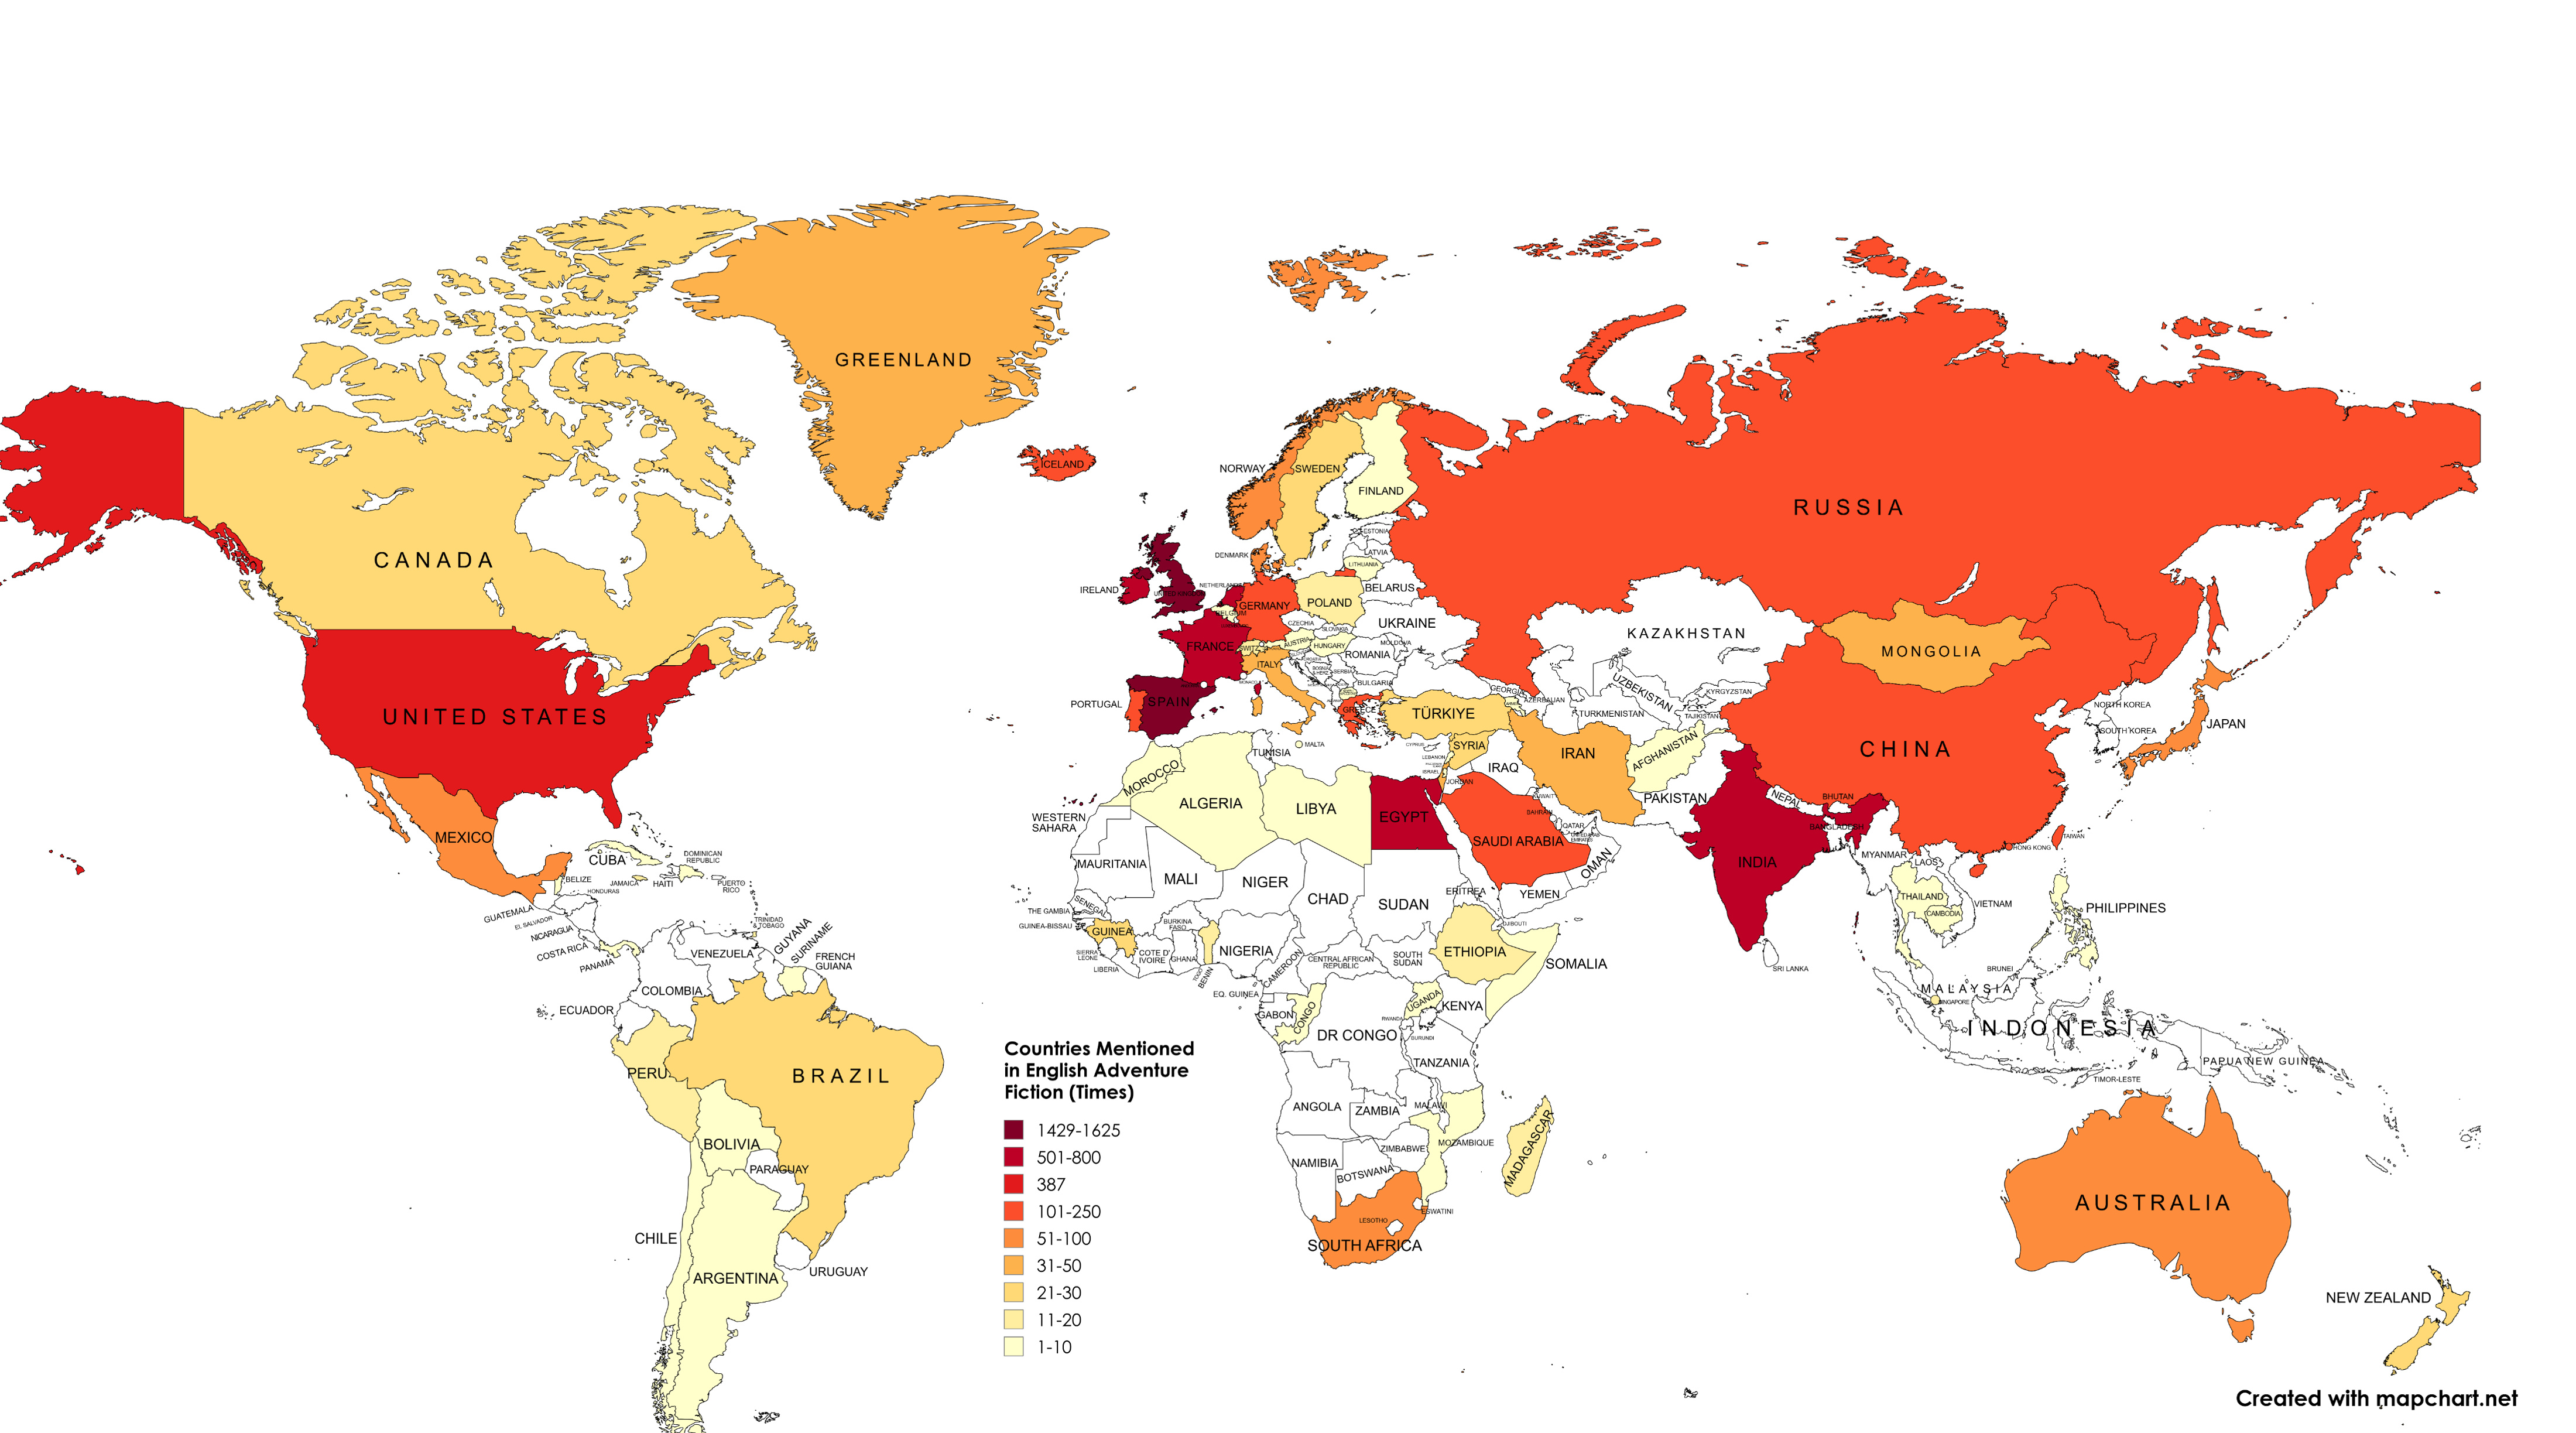 GREENLAND
ICELAND
RUSSIA
CANADA
NORWAY
SWEDEN
FINLAND
ESTONIA
LATVIA
LITHUANIA
DENMARK
IRELAND
UNITED KINGDOM
NETHERLANDS
BELGIUM
GERMANY
POLAND
BELARUS
CZECHIA
SLOVAKIA
UKRAINE
FRANCE
SWITZ.
AUSTRIA
HUNGARY
MOLDOVA
ROMANIA
ITALY
MONACO
BOSNIA
& HERZ.
SERBIA
BULGARIA
KAZAKHSTAN
MONGOLIA
UNITED STATES
PORTUGAL
SPAIN
GREECE
TÜRKIYE
GEORGIA
AZERBAIJAN
UZBEKISTAN
KYRGYZSTAN
TURKMENISTAN
TAJIKISTAN
NORTH KOREA
SOUTH KOREA
JAPAN
CHINA
MALTA
TUNISIA
CYPRUS
SYRIA
LEBANON
ISRAEL
JORDAN
IRAQ
IRAN
AFGHANISTAN
MOROCCO
ALGERIA
LIBYA
EGYPT
KUWAIT
BAHRAIN
QATAR
UNITED ARAB
EMIRATES
SAUDI ARABIA
OMAN
YEMEN
PAKISTAN
NEPAL
BHUTAN
BANGLADESH
INDIA
TAIWAN
HONG KONG
MYANMAR
LAOS
MEXICO
CUBA
DOMINICAN
REPUBLIC
BELIZE
JAMAICA
HAITI
PUERTO
RICO
HONDURAS
GUATEMALA
EL SALVADOR
NICARAGUA
COSTA RICA
PANAMA
TRINIDAD
& TOBAGO
VENEZUELA
GUYANA
SURINAME
FRENCH
GUIANA
COLOMBIA
ECUADOR
WESTERN
SAHARA
MAURITANIA
MALI
NIGER
CHAD
SUDAN
ERITREA
DJIBOUTI
SENEGAL
THE GAMBIA
GUINEA-BISSAU
GUINEA
SIERRA
LEONE
LIBERIA
COTE D'
IVOIRE
BURKINA
FASO
GHANA
TOGO
BENIN
NIGERIA
CAMEROON
CENTRAL AFRICAN
REPUBLIC
SOUTH
SUDAN
ETHIOPIA
SOMALIA
EQ. GUINEA
GABON
CONGO
DR CONGO
UGANDA
KENYA
RWANDA
BURUNDI
TANZANIA
SRI LANKA
THAILAND
CAMBODIA
VIETNAM
PHILIPPINES
BRUNEI
MALAYSIA
SINGAPORE
INDONESIA
PAPUA NEW GUINEA
TIMOR-LESTE
PERU
BRAZIL
BOLIVIA
PARAGUAY
CHILE
ARGENTINA
URUGUAY
ANGOLA
ZAMBIA
MALAWI
MOZAMBIQUE
ZIMBABWE
MADAGASCAR
NAMIBIA
BOTSWANA
ESWATINI
LESOTHO
SOUTH AFRICA
AUSTRALIA
NEW ZEALAND
Countries Mentioned
in English Adventure
Fiction (Times)
1429-1625
501-800
387
101-250
51-100
31-50
21-30
11-20
1-10
Created with mapchart.net